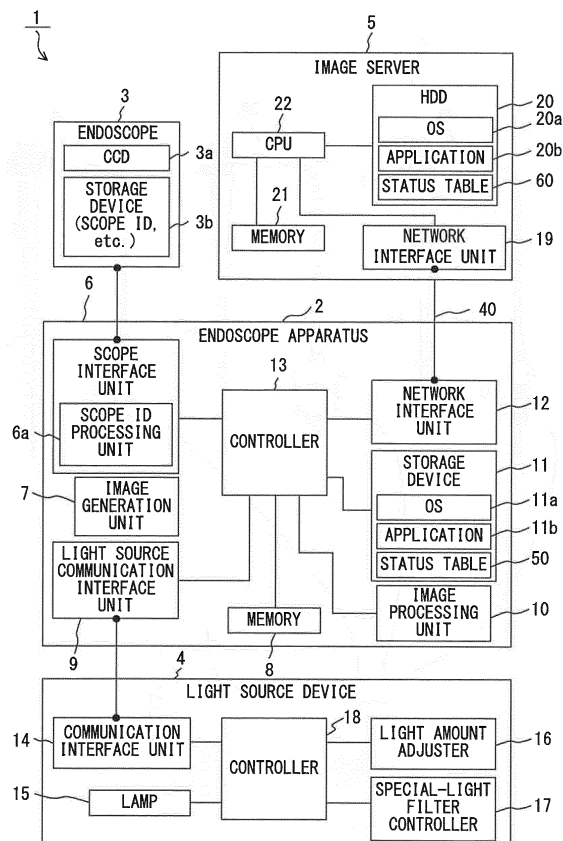 1
5
IMAGE SERVER
HDD
20
OS
20a
APPLICATION
20b
STATUS TABLE
60
22
CPU
21
MEMORY
NETWORK
INTERFACE UNIT
19
3
ENDOSCOPE
CCD
3a
STORAGE
DEVICE
(SCOPE ID,
etc.)
3b
6
2
40
ENDOSCOPE APPARATUS
SCOPE
INTERFACE
UNIT
SCOPE ID
PROCESSING
UNIT
6a
7
IMAGE
GENERATION
UNIT
LIGHT SOURCE
COMMUNICATION
INTERFACE
UNIT
9
13
CONTROLLER
MEMORY
8
NETWORK
INTERFACE
UNIT
12
STORAGE
DEVICE
11
OS
11a
APPLICATION
11b
STATUS TABLE
50
IMAGE
PROCESSING
UNIT
10
4
LIGHT SOURCE DEVICE
14
COMMUNICATION
INTERFACE UNIT
15
LAMP
18
CONTROLLER
LIGHT AMOUNT
ADJUSTER
16
SPECIAL-LIGHT
FILTER
CONTROLLER
17